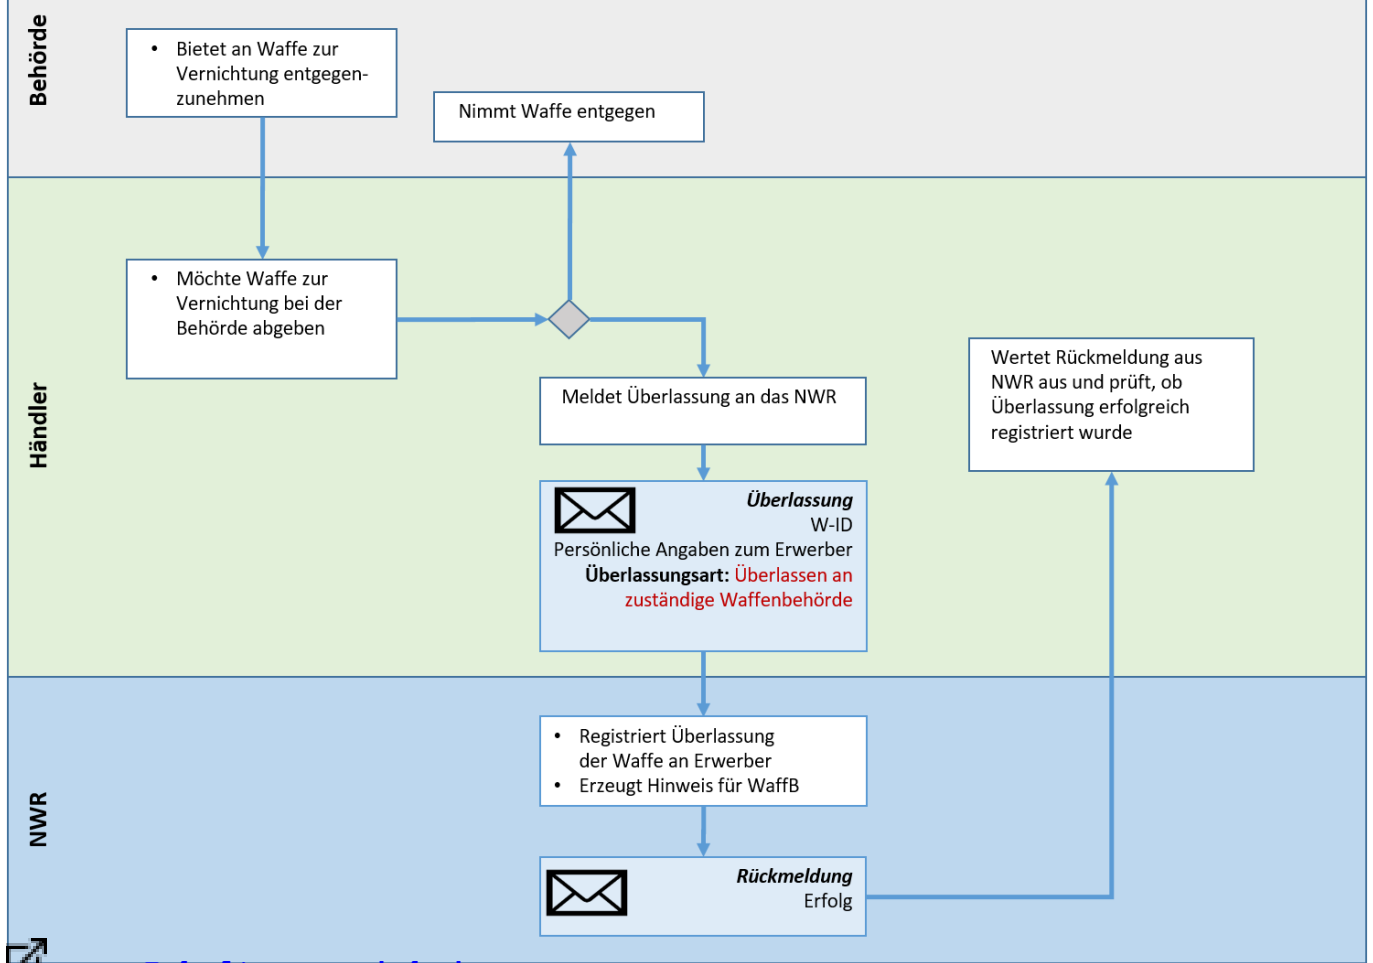 Behörde
Bietet an Waffe zur
Vernichtung entgegen-
zunehmen
Nimmt Waffe entgegen
Händler
Möchte Waffe zur
Vernichtung bei der
Behörde abgeben
Meldet Überlassung an das NWR
Überlassung
W-ID
Persönliche Angaben zum Erwerber
Überlassungsart: Überlassen an
zuständige Waffenbehörde
Wertet Rückmeldung aus
NWR aus und prüft, ob
Überlassung erfolgreich
registriert wurde
NWR
Registriert Überlassung
der Waffe an Erwerber
Erzeugt Hinweis für WaffB
Rückmeldung
Erfolg